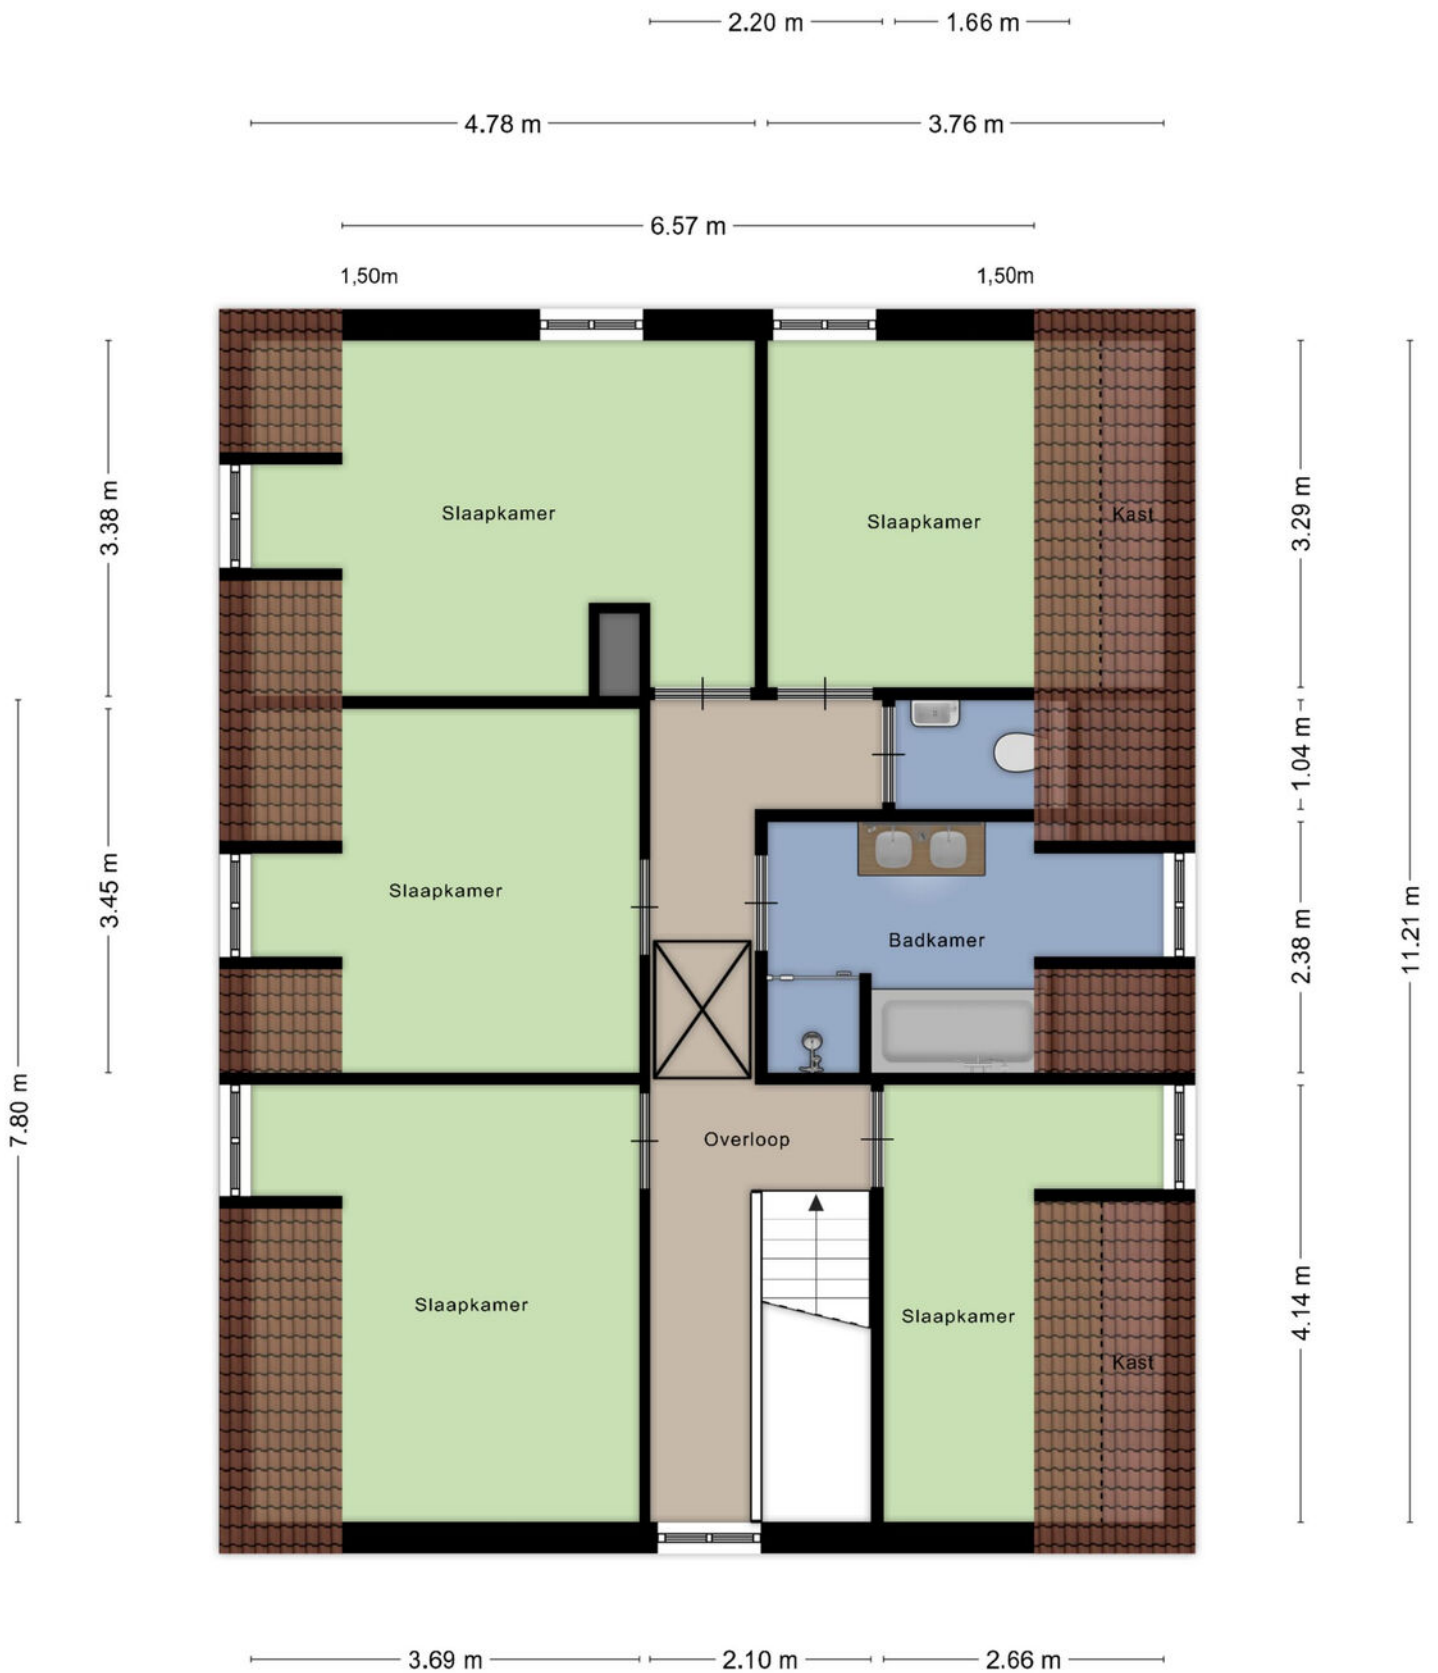 2.20 m
1.66 m
4.78 m
3.76 m
6.57 m
1,50m
1,50m
3.38 m
Slaapkamer
Slaapkamer
Kast
3.29 m
1.04 m
3.45 m
Slaapkamer
Badkamer
2.38 m
11.21 m
7.80 m
Overloop
Slaapkamer
Slaapkamer
Kast
4.14 m
3.69 m
2.10 m
2.66 m